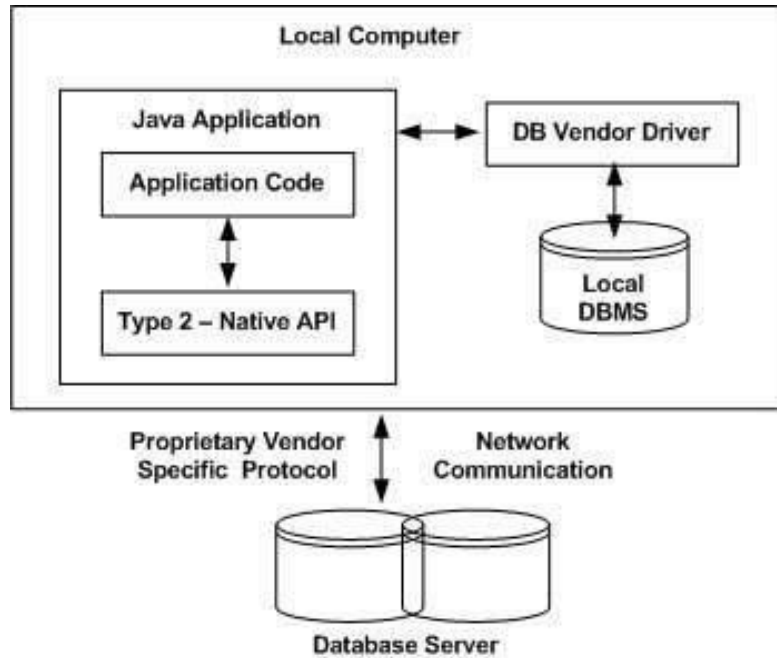 Local Computer
Java Application
DB Vendor Driver
Application Code
Local
DBMS
Type 2 – Native API
Proprietary Vendor
Specific Protocol
Network
Communication
Database Server